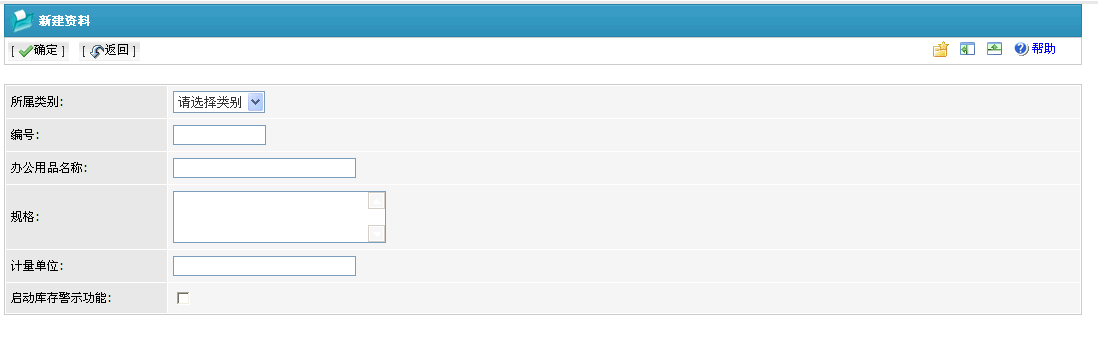 新建资料
[ 确定 ] [ 返回 ] 帮助
所属类别: 请选择类别
编号:
办公用品名称:
规格:
计量单位:
启动库存警示功能: